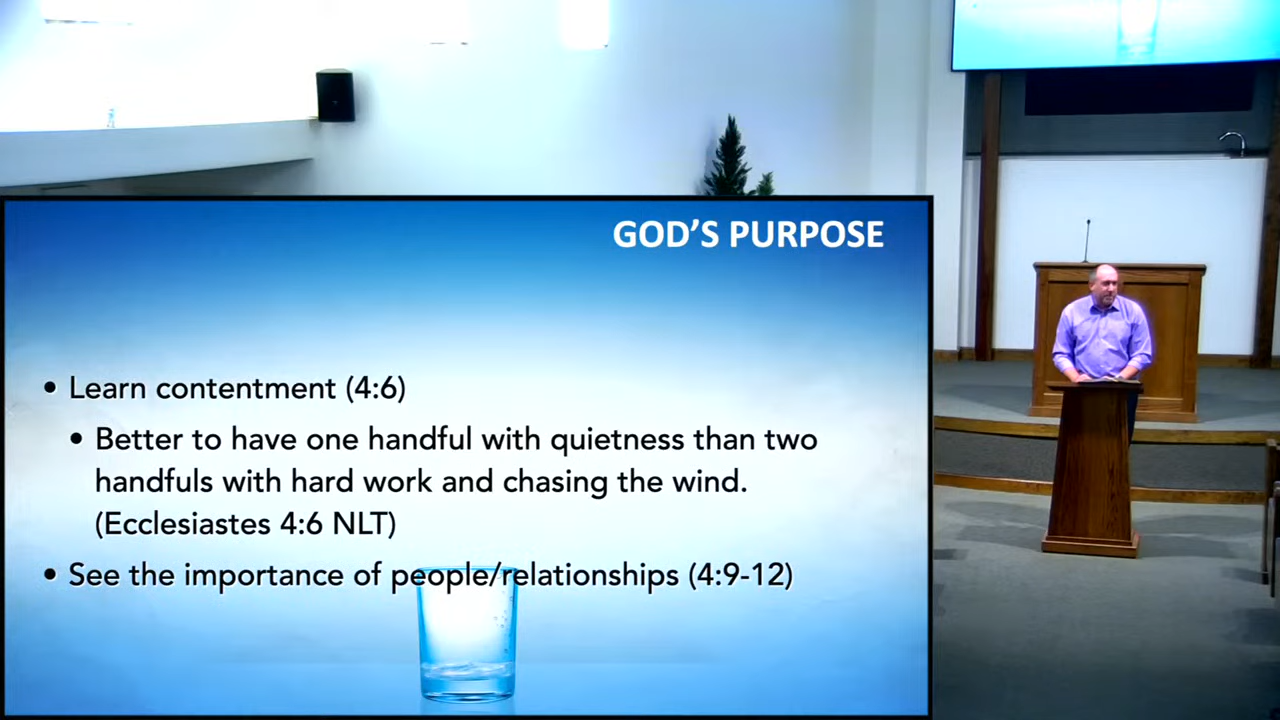 GOD'S PURPOSE
• Learn contentment (4:6)
• Better to have one handful with quietness than two
handfuls with hard work and chasing the wind.
(Ecclesiastes 4:6 NLT)
• See the importance of people/relationships (4:9-12)